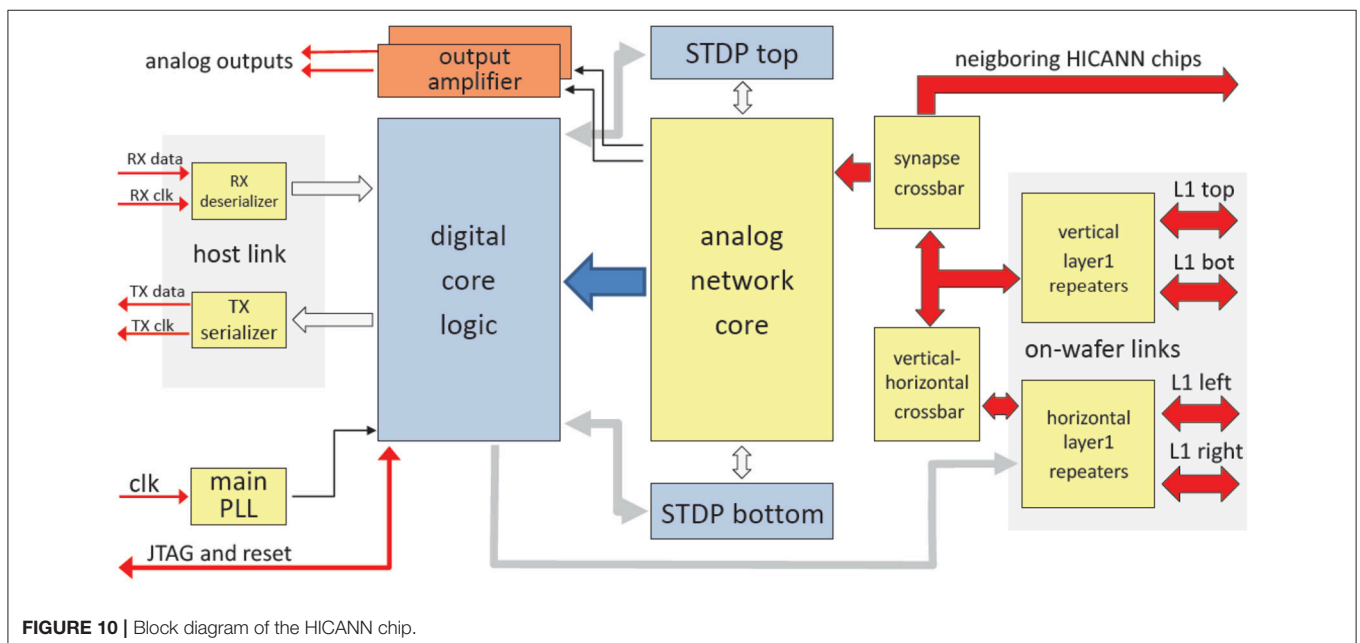 analog outputs
output
amplifier
STDP top
neigboring HICANN chips
RX data
RX clk
RX
deserializer
host link
TX data
TX clk
TX
serializer
digital
core
logic
analog
network
core
synapse
crossbar
vertical-
horizontal
crossbar
vertical
layer1
repeaters
L1 top
L1 bot
on-wafer links
horizontal
layer1
repeaters
L1 left
L1 right
clk
main
PLL
STDP bottom
JTAG and reset
FIGURE 10 | Block diagram of the HICANN chip.